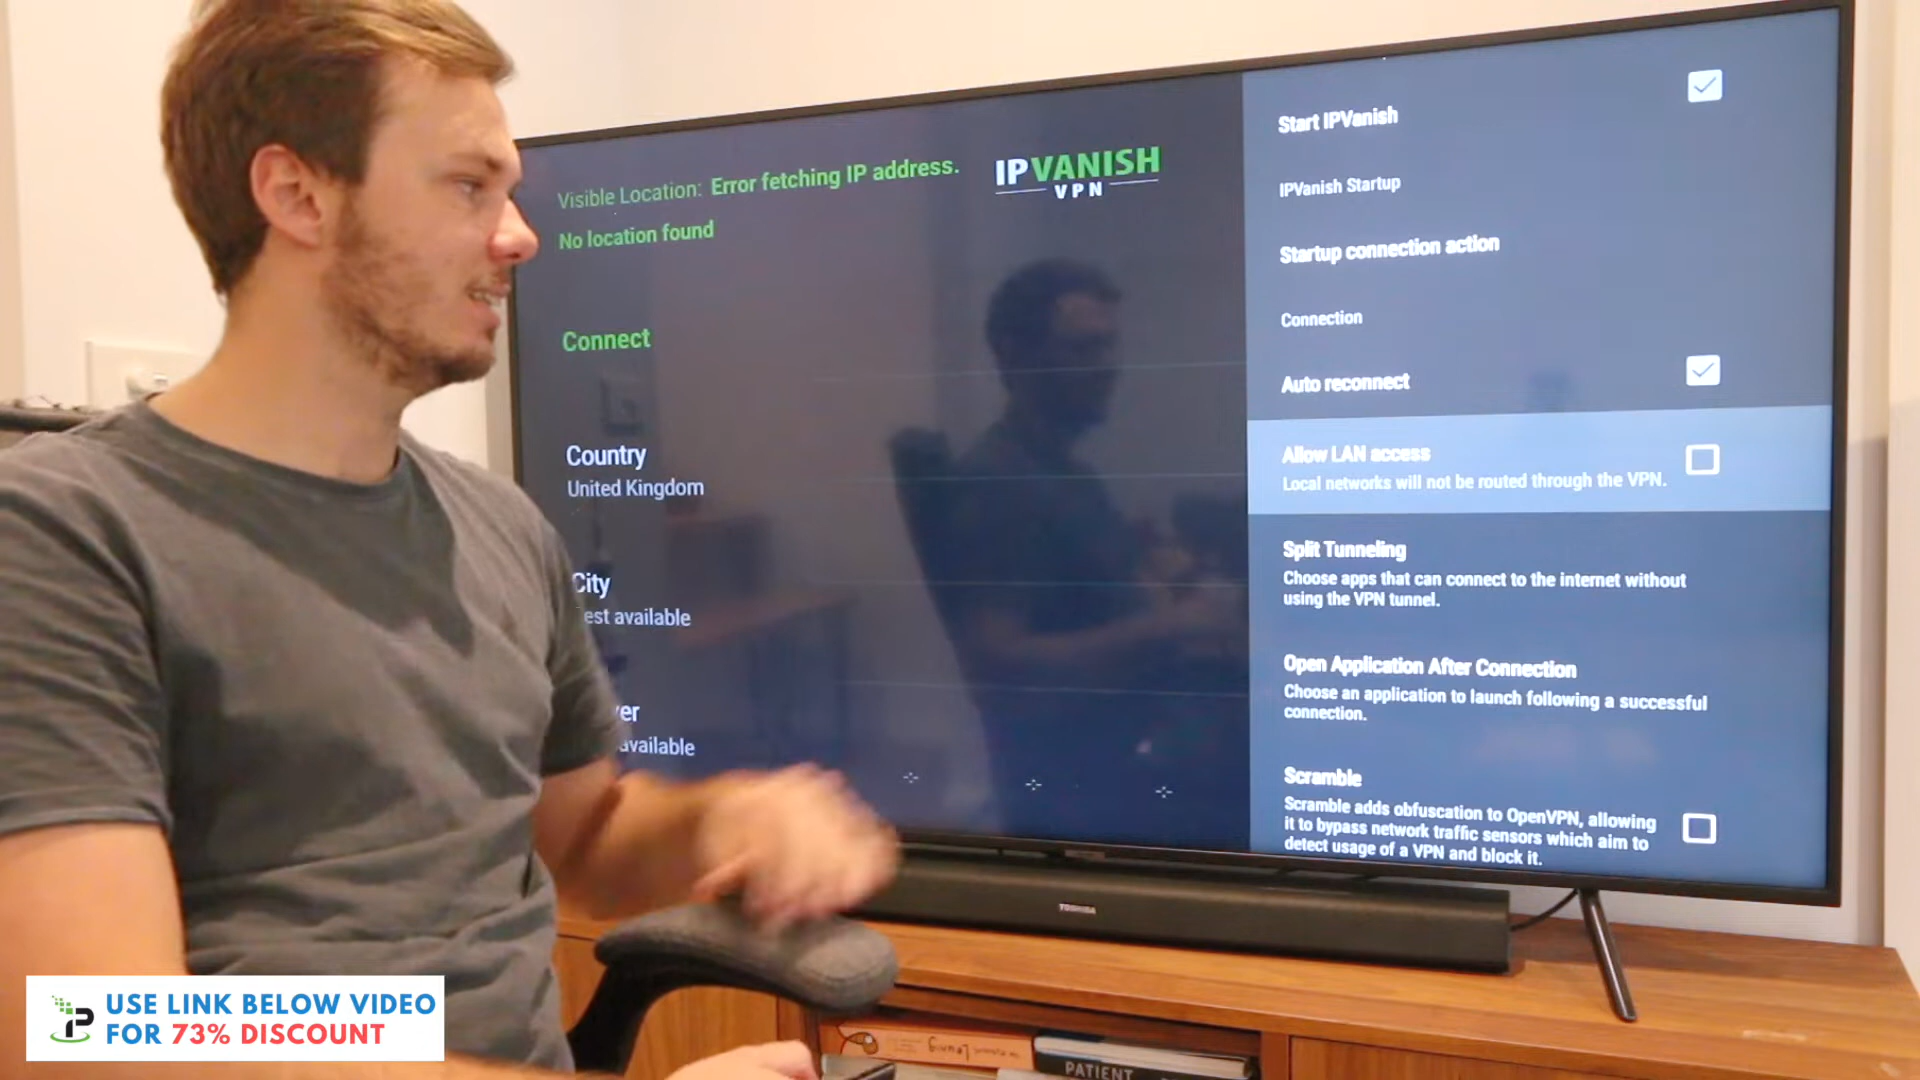 Visible Location: Error fetching IP address.
No location found
IPVANISH
VPN
Connect
Country
United Kingdom
City
est available
er
available
Start IPVanish
IPVanish Startup
Startup connection action
Connection
Auto reconnect
Allow LAN access
Local networks will not be routed through the VPN.
Split Tunneling
Choose apps that can connect to the internet without
using the VPN tunnel.
Open Application After Connection
Choose an application to launch following a successful
connection.
Scramble
Scramble adds obfuscation to OpenVPN, allowing
it to bypass network traffic sensors which aim to
detect usage of a VPN and block it.
TOSHIBA
PATIENT
USE LINK BELOW VIDEO
FOR 73% DISCOUNT